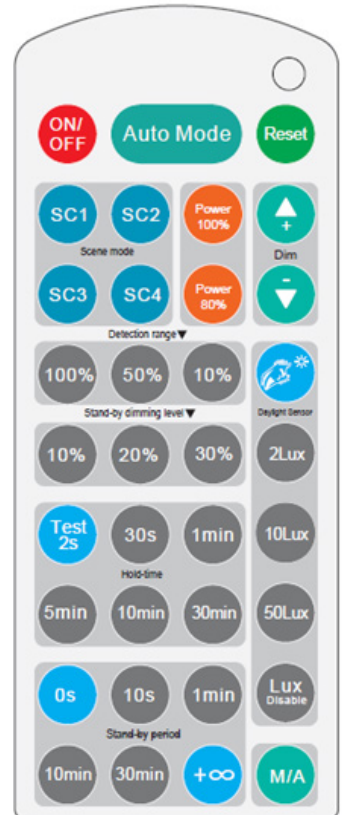 ON/
OFF
Auto Mode
Reset
SC1
SC2
Power
100%
+
Scene mode
Dim
SC3
SC4
Power
80%
-
Detection range▼
100%
50%
10%
Stand-by dimming level▼
Daylight Sensor
10%
20%
30%
2Lux
Test
2s
30s
1min
10Lux
Hold-time
5min
10min
30min
50Lux
0s
10s
1min
Lux
Disable
Stand-by period
10min
30min
+∞
M/A